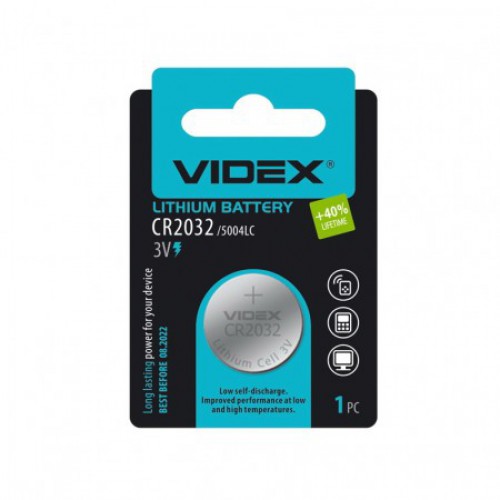 VIDEX
LITHIUM BATTERY
CR2032 /5004LC
3V
+40%
LIFETIME
Long lasting power for your device
BEST BEFORE 08.2022
+
VIDEX
CR2032
Lithium Cell 3V
Low self-discharge.
Improved performance at low
and high temperatures.
1 PC